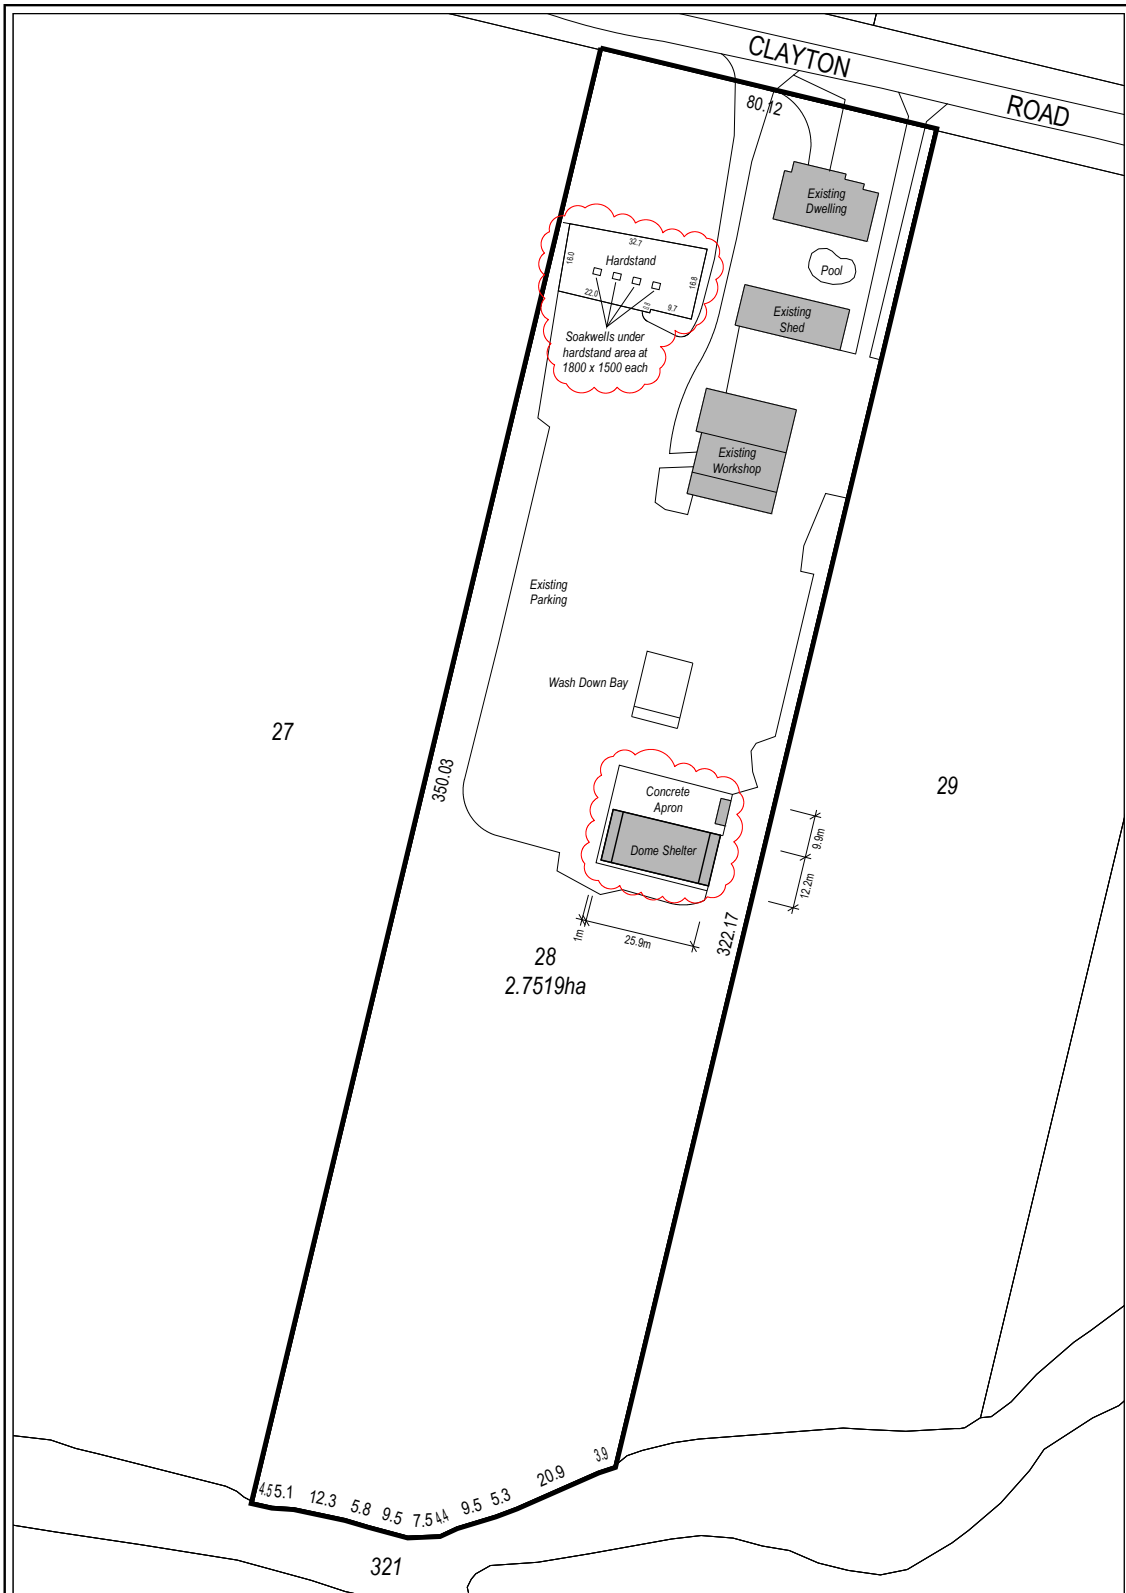 CLAYTON
ROAD
80.12
Existing
Dwelling
32.7
16.0
Hardstand
16.8
Pool
22.0
9.7
Existing
Shed
Soakwells under
hardstand area at
1800 x 1500 each
Existing
Workshop
Existing
Parking
Wash Down Bay
27
350.03
29
Concrete
Apron
Dome Shelter
9.9m
12.2m
1m
25.9m
322.17
28
2.7519ha
4.5
5.1
12.3
5.8
9.5
7.5
4.4
9.5
5.3
20.9
3.9
321